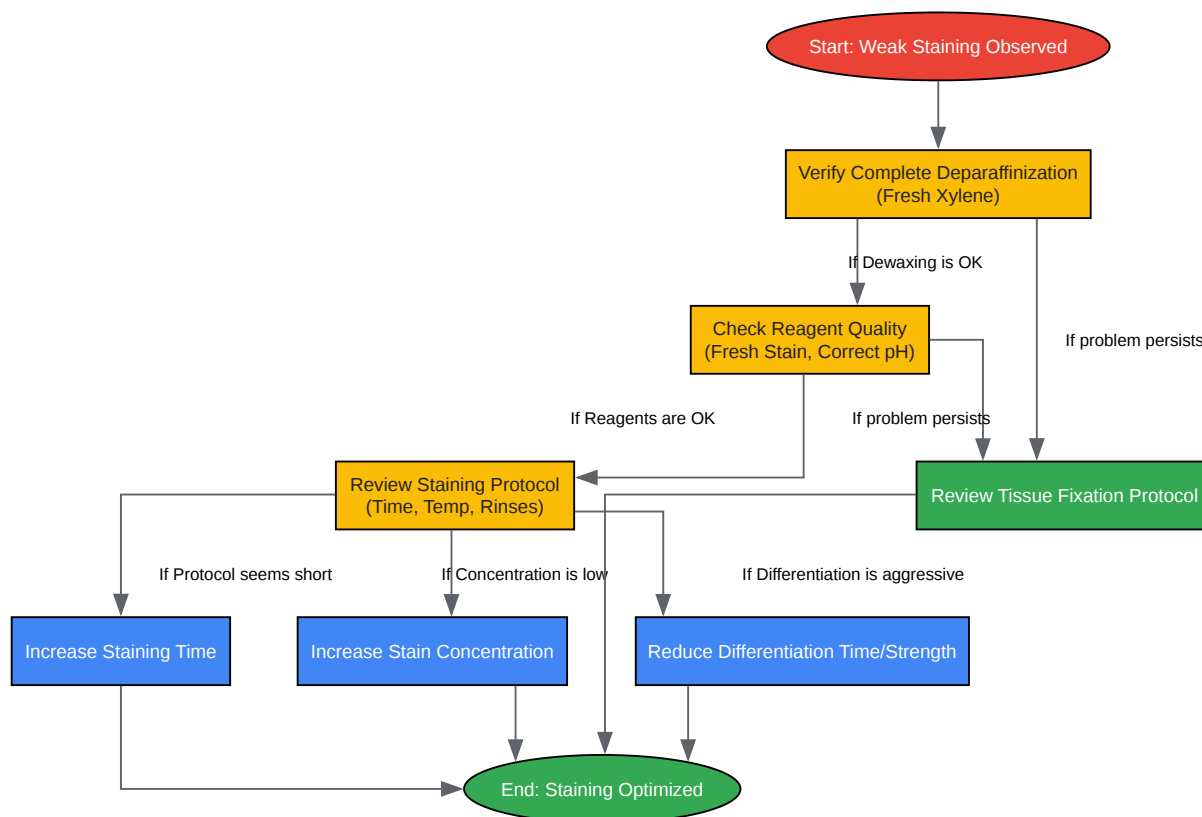 Start: Weak Staining Observed
Verify Complete Deparaffinization
(Fresh Xylene)
If Dewaxing is OK
Check Reagent Quality
(Fresh Stain, Correct pH)
If problem persists
If Reagents are OK
If problem persists
Review Staining Protocol
(Time, Temp, Rinses)
Review Tissue Fixation Protocol
If Protocol seems short
If Concentration is low
If Differentiation is aggressive
Increase Staining Time
Increase Stain Concentration
Reduce Differentiation Time/Strength
End: Staining Optimized